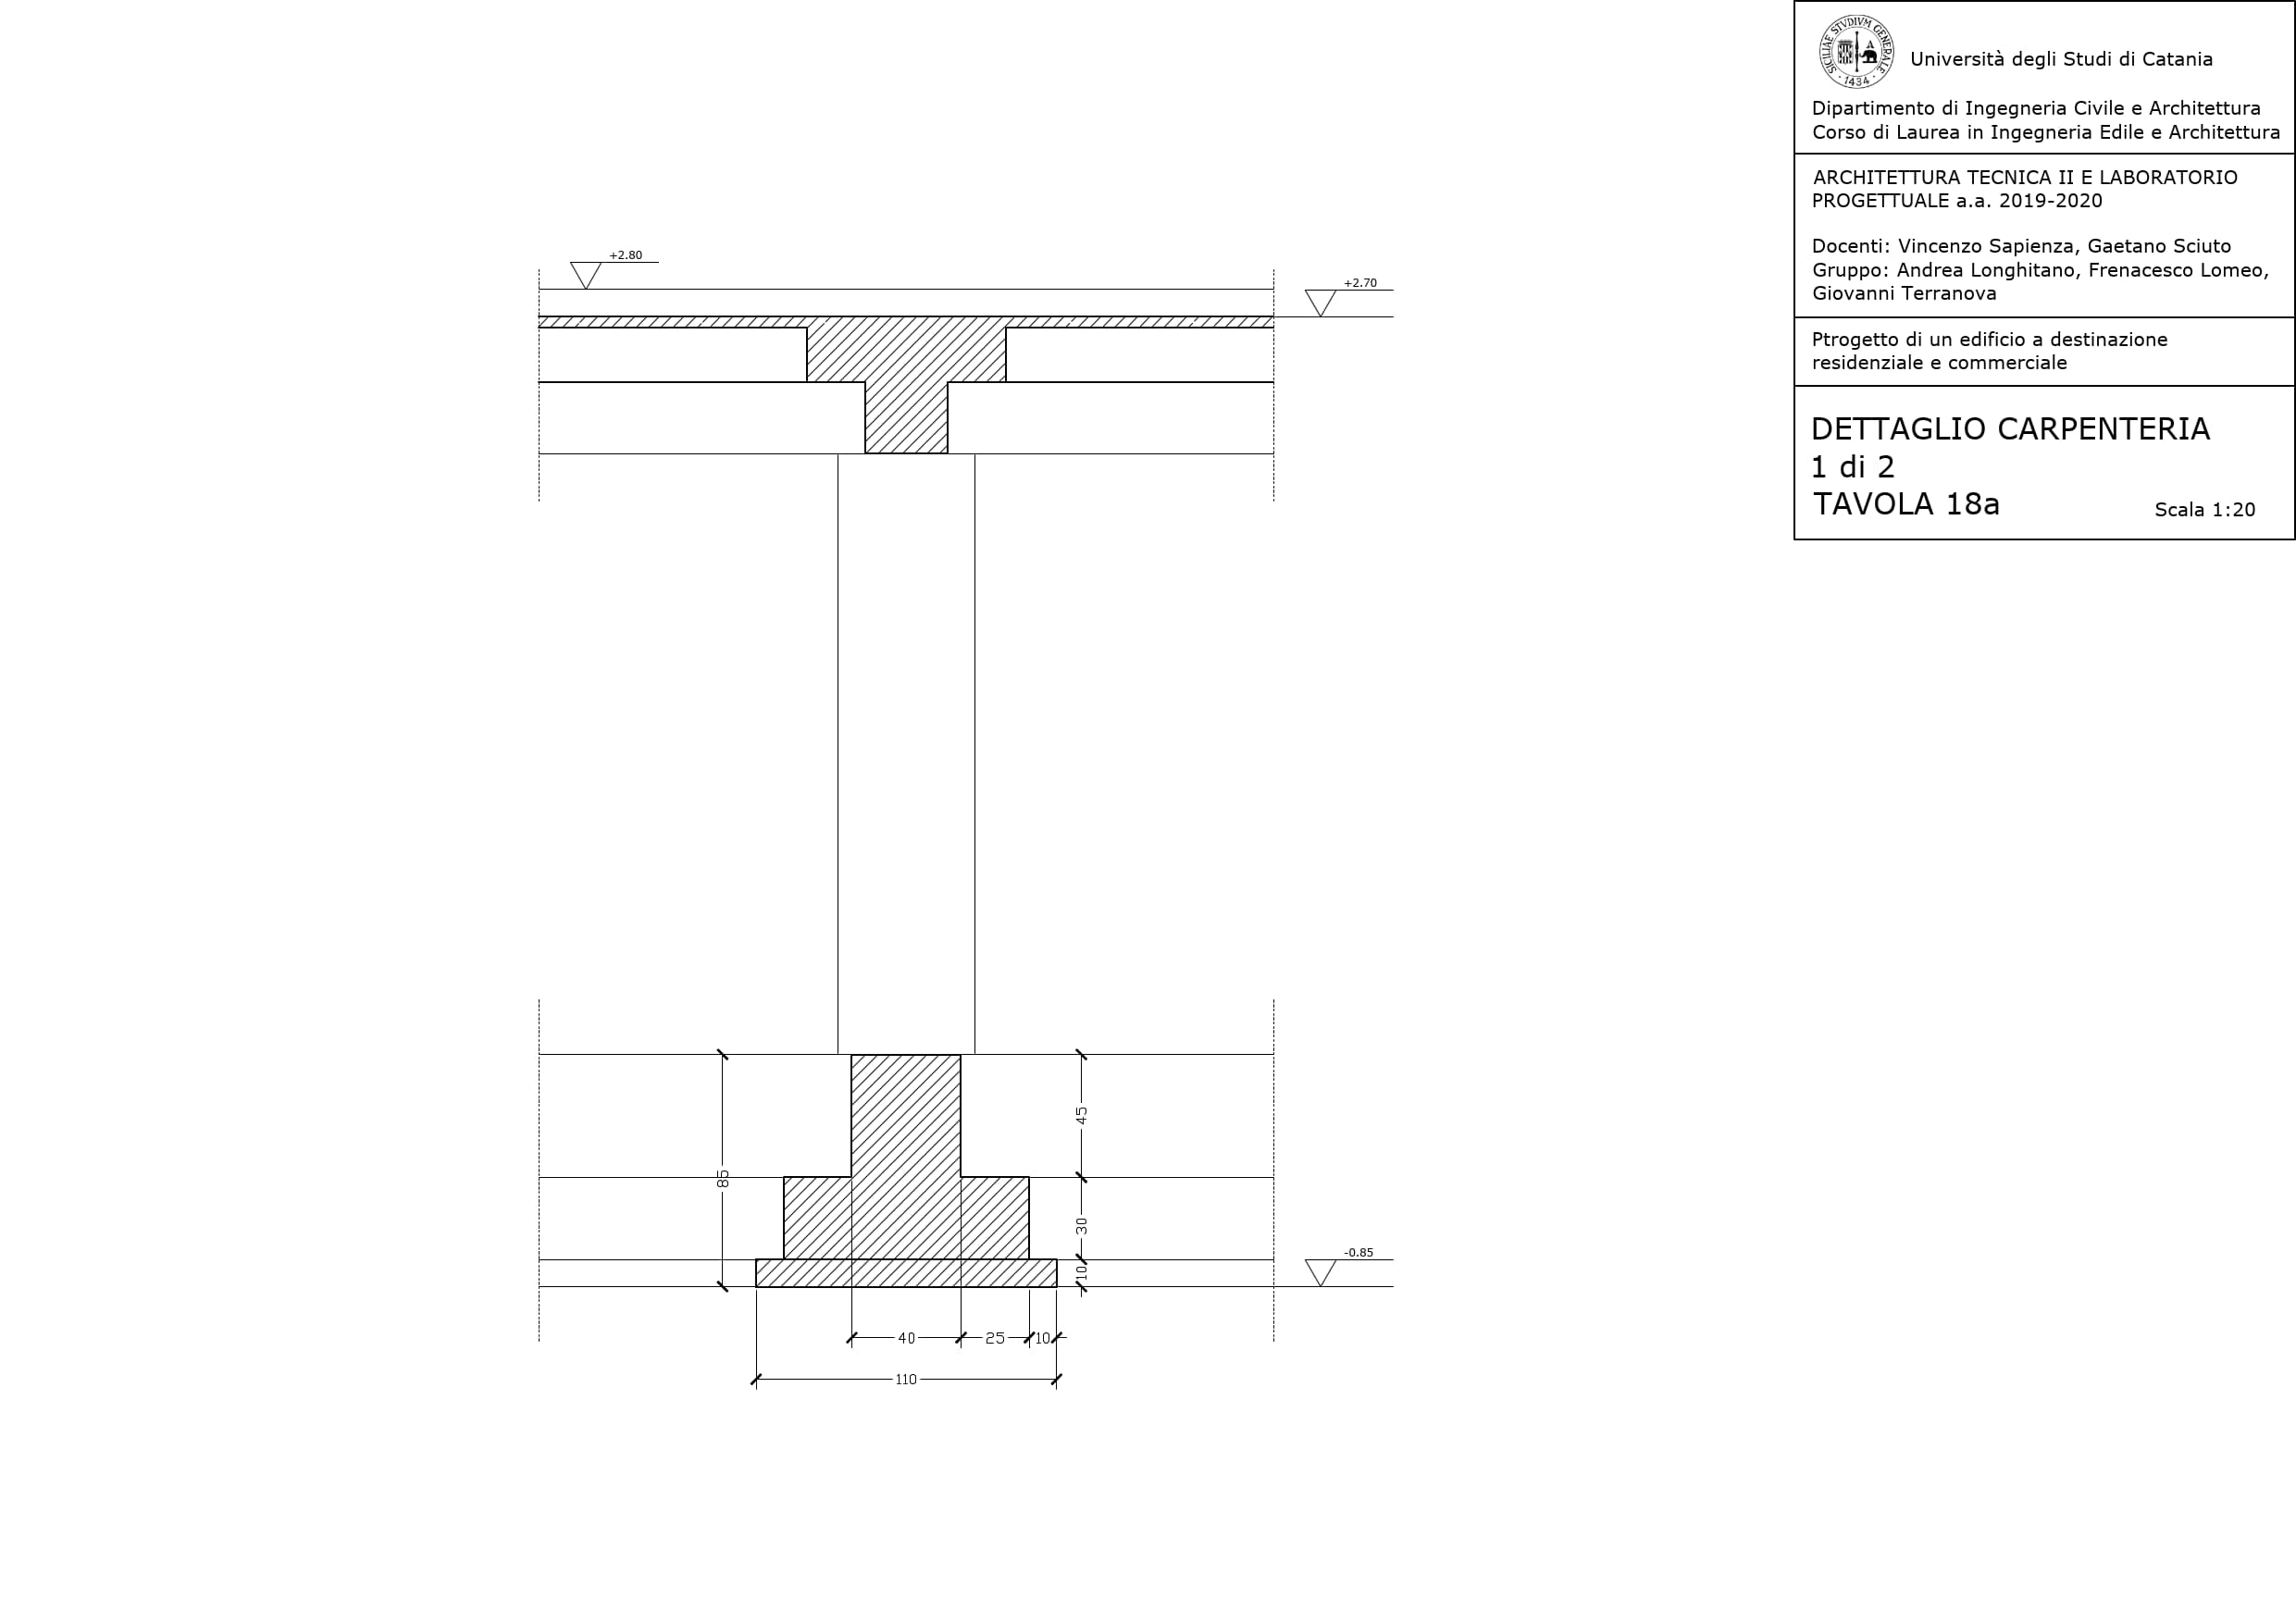 SICILIAE STVDIVM GENERALE
· 1434 ·
Università degli Studi di Catania
Dipartimento di Ingegneria Civile e Architettura
Corso di Laurea in Ingegneria Edile e Architettura
ARCHITETTURA TECNICA II E LABORATORIO
PROGETTUALE a.a. 2019-2020
Docenti: Vincenzo Sapienza, Gaetano Sciuto
Gruppo: Andrea Longhitano, Frenacesco Lomeo,
Giovanni Terranova
Ptrogetto di un edificio a destinazione
residenziale e commerciale
DETTAGLIO CARPENTERIA
1 di 2
TAVOLA 18a
Scala 1:20
+2.80
+2.70
45
85
30
-0.85
10
40
25
10
110